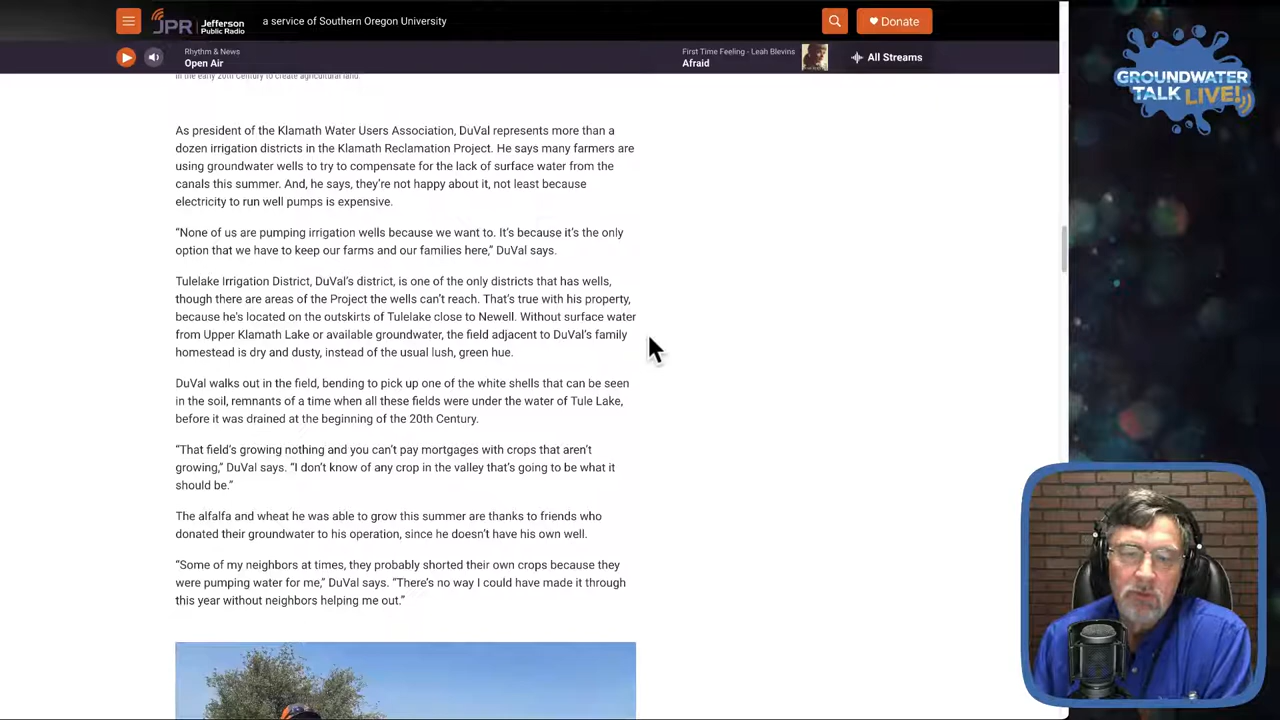 JPR Jefferson Public Radio
a service of Southern Oregon University
Donate
Rhythm & News
Open Air
First Time Feeling - Leah Blevins
Afraid
All Streams
GROUNDWATER
TALK LIVE!
in the early 20th Century to create agricultural land.
As president of the Klamath Water Users Association, DuVal represents more than a
dozen irrigation districts in the Klamath Reclamation Project. He says many farmers are
using groundwater wells to try to compensate for the lack of surface water from the
canals this summer. And, he says, they’re not happy about it, not least because
electricity to run well pumps is expensive.
“None of us are pumping irrigation wells because we want to. It’s because it’s the only
option that we have to keep our farms and our families here,” DuVal says.
Tulelake Irrigation District, DuVal’s district, is one of the only districts that has wells,
though there are areas of the Project the wells can’t reach. That’s true with his property,
because he’s located on the outskirts of Tulelake close to Newell. Without surface water
from Upper Klamath Lake or available groundwater, the field adjacent to DuVal’s family
homestead is dry and dusty, instead of the usual lush, green hue.
DuVal walks out in the field, bending to pick up one of the white shells that can be seen
in the soil, remnants of a time when all these fields were under the water of Tule Lake,
before it was drained at the beginning of the 20th Century.
“That field’s growing nothing and you can’t pay mortgages with crops that aren’t
growing,” DuVal says. “I don’t know of any crop in the valley that’s going to be what it
should be.”
The alfalfa and wheat he was able to grow this summer are thanks to friends who
donated their groundwater to his operation, since he doesn’t have his own well.
“Some of my neighbors at times, they probably shorted their own crops because they
were pumping water for me,” DuVal says. “There’s no way I could have made it through
this year without neighbors helping me out.”